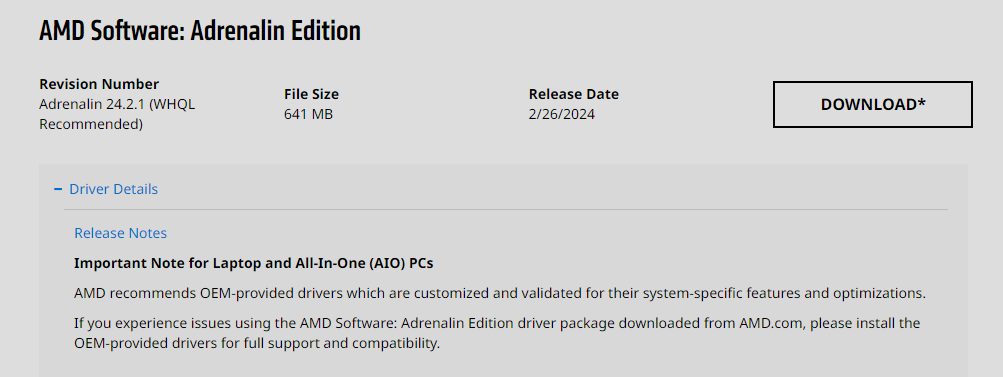 AMD Software: Adrenalin Edition
Revision Number
Adrenalin 24.2.1 (WHQL
Recommended)
File Size
641 MB
Release Date
2/26/2024
DOWNLOAD*
− Driver Details
Release Notes
Important Note for Laptop and All-In-One (AIO) PCs
AMD recommends OEM-provided drivers which are customized and validated for their system-specific features and optimizations.
If you experience issues using the AMD Software: Adrenalin Edition driver package downloaded from AMD.com, please install the
OEM-provided drivers for full support and compatibility.